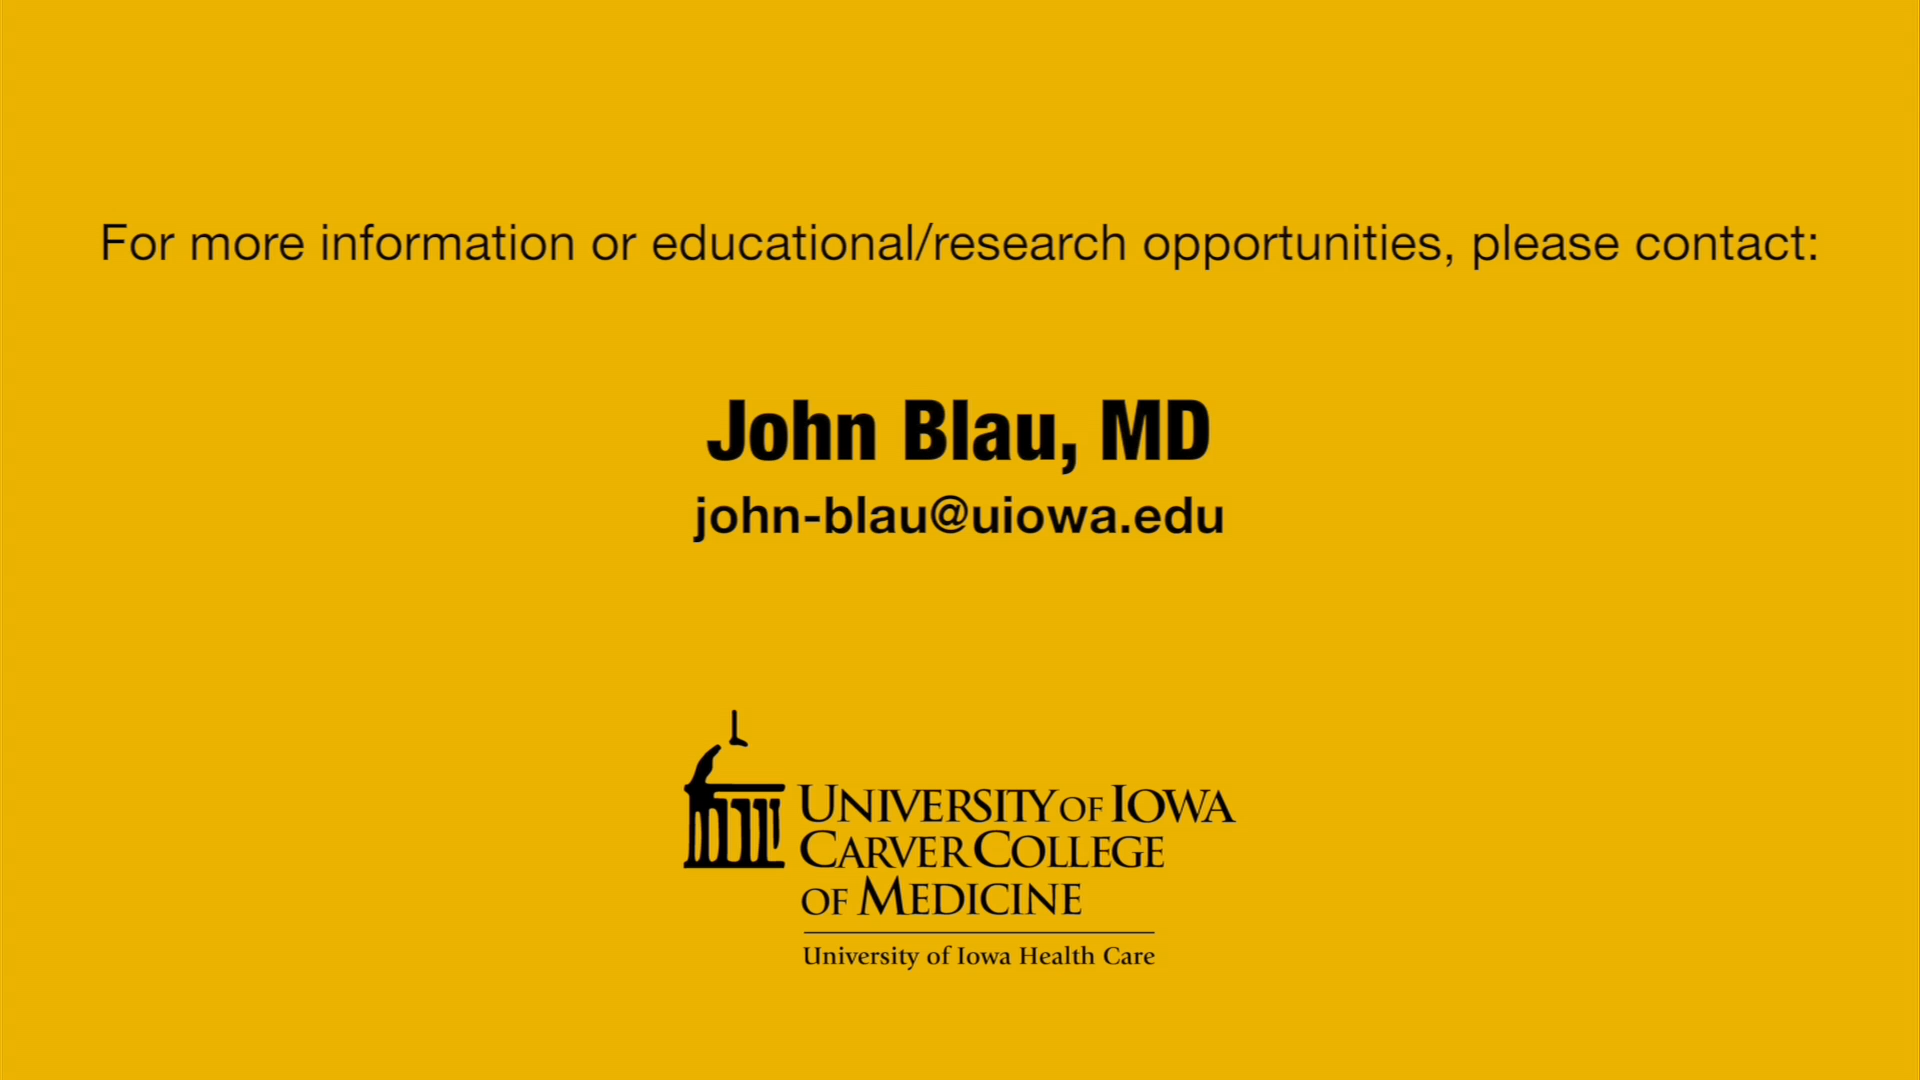 For more information or educational/research opportunities, please contact:
John Blau, MD
john-blau@uiowa.edu
UNIVERSITY OF IOWA
CARVER COLLEGE
OF MEDICINE
University of Iowa Health Care